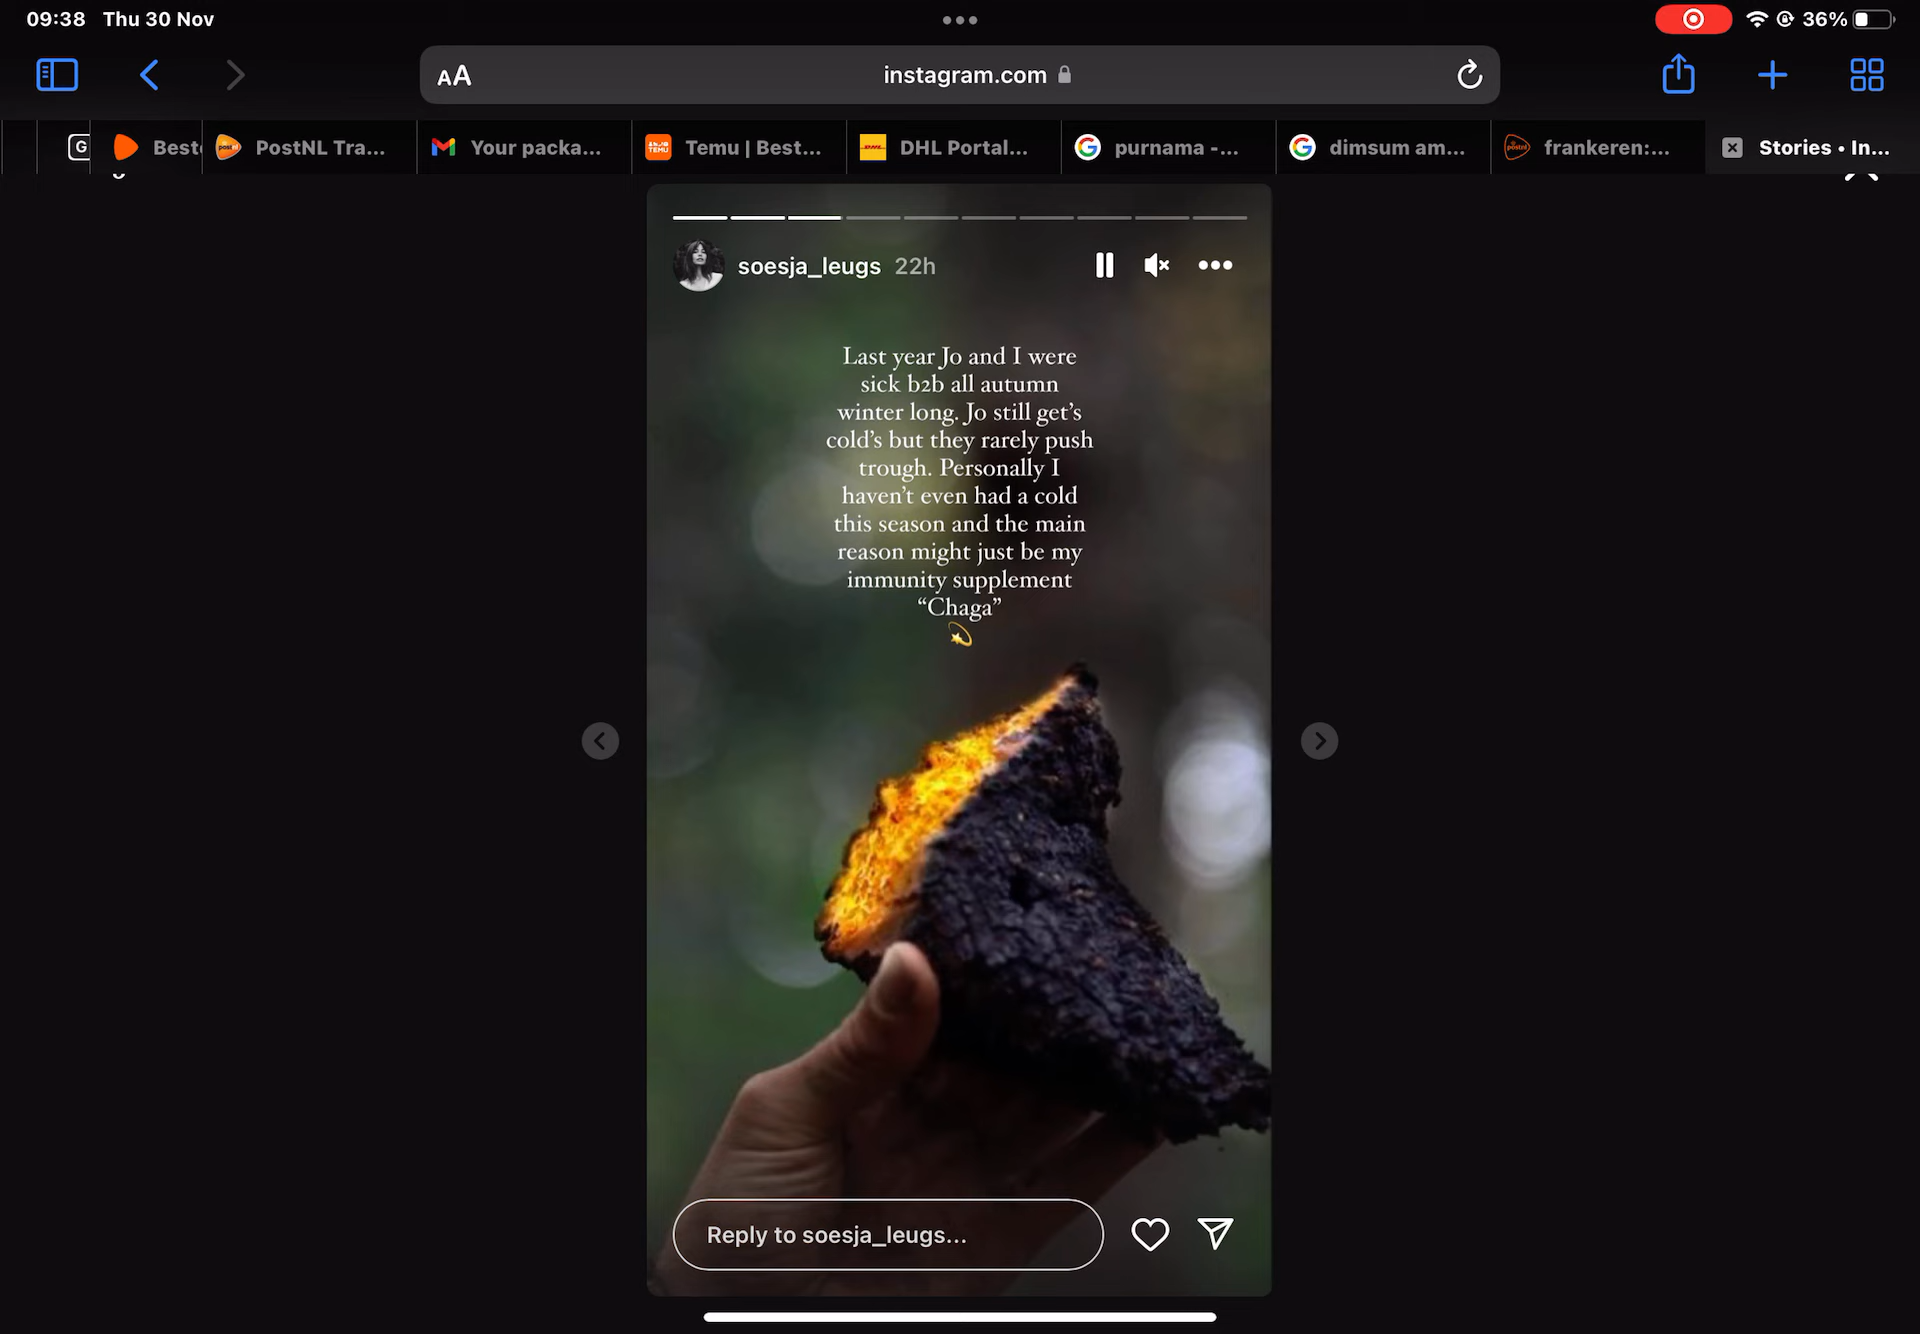 09:38 Thu 30 Nov
36%
AA
instagram.com
G
Best
PostNL Tra...
Your packa...
TEMU
Temu | Best...
DHL Portal...
purnama -...
dimsum am...
frankeren:...
Stories • In...
soesja_leugs 22h
Last year Jo and I were
sick b2b all autumn
winter long. Jo still get's
cold's but they rarely push
trough. Personally I
haven't even had a cold
this season and the main
reason might just be my
immunity supplement
“Chaga”
Reply to soesja_leugs...